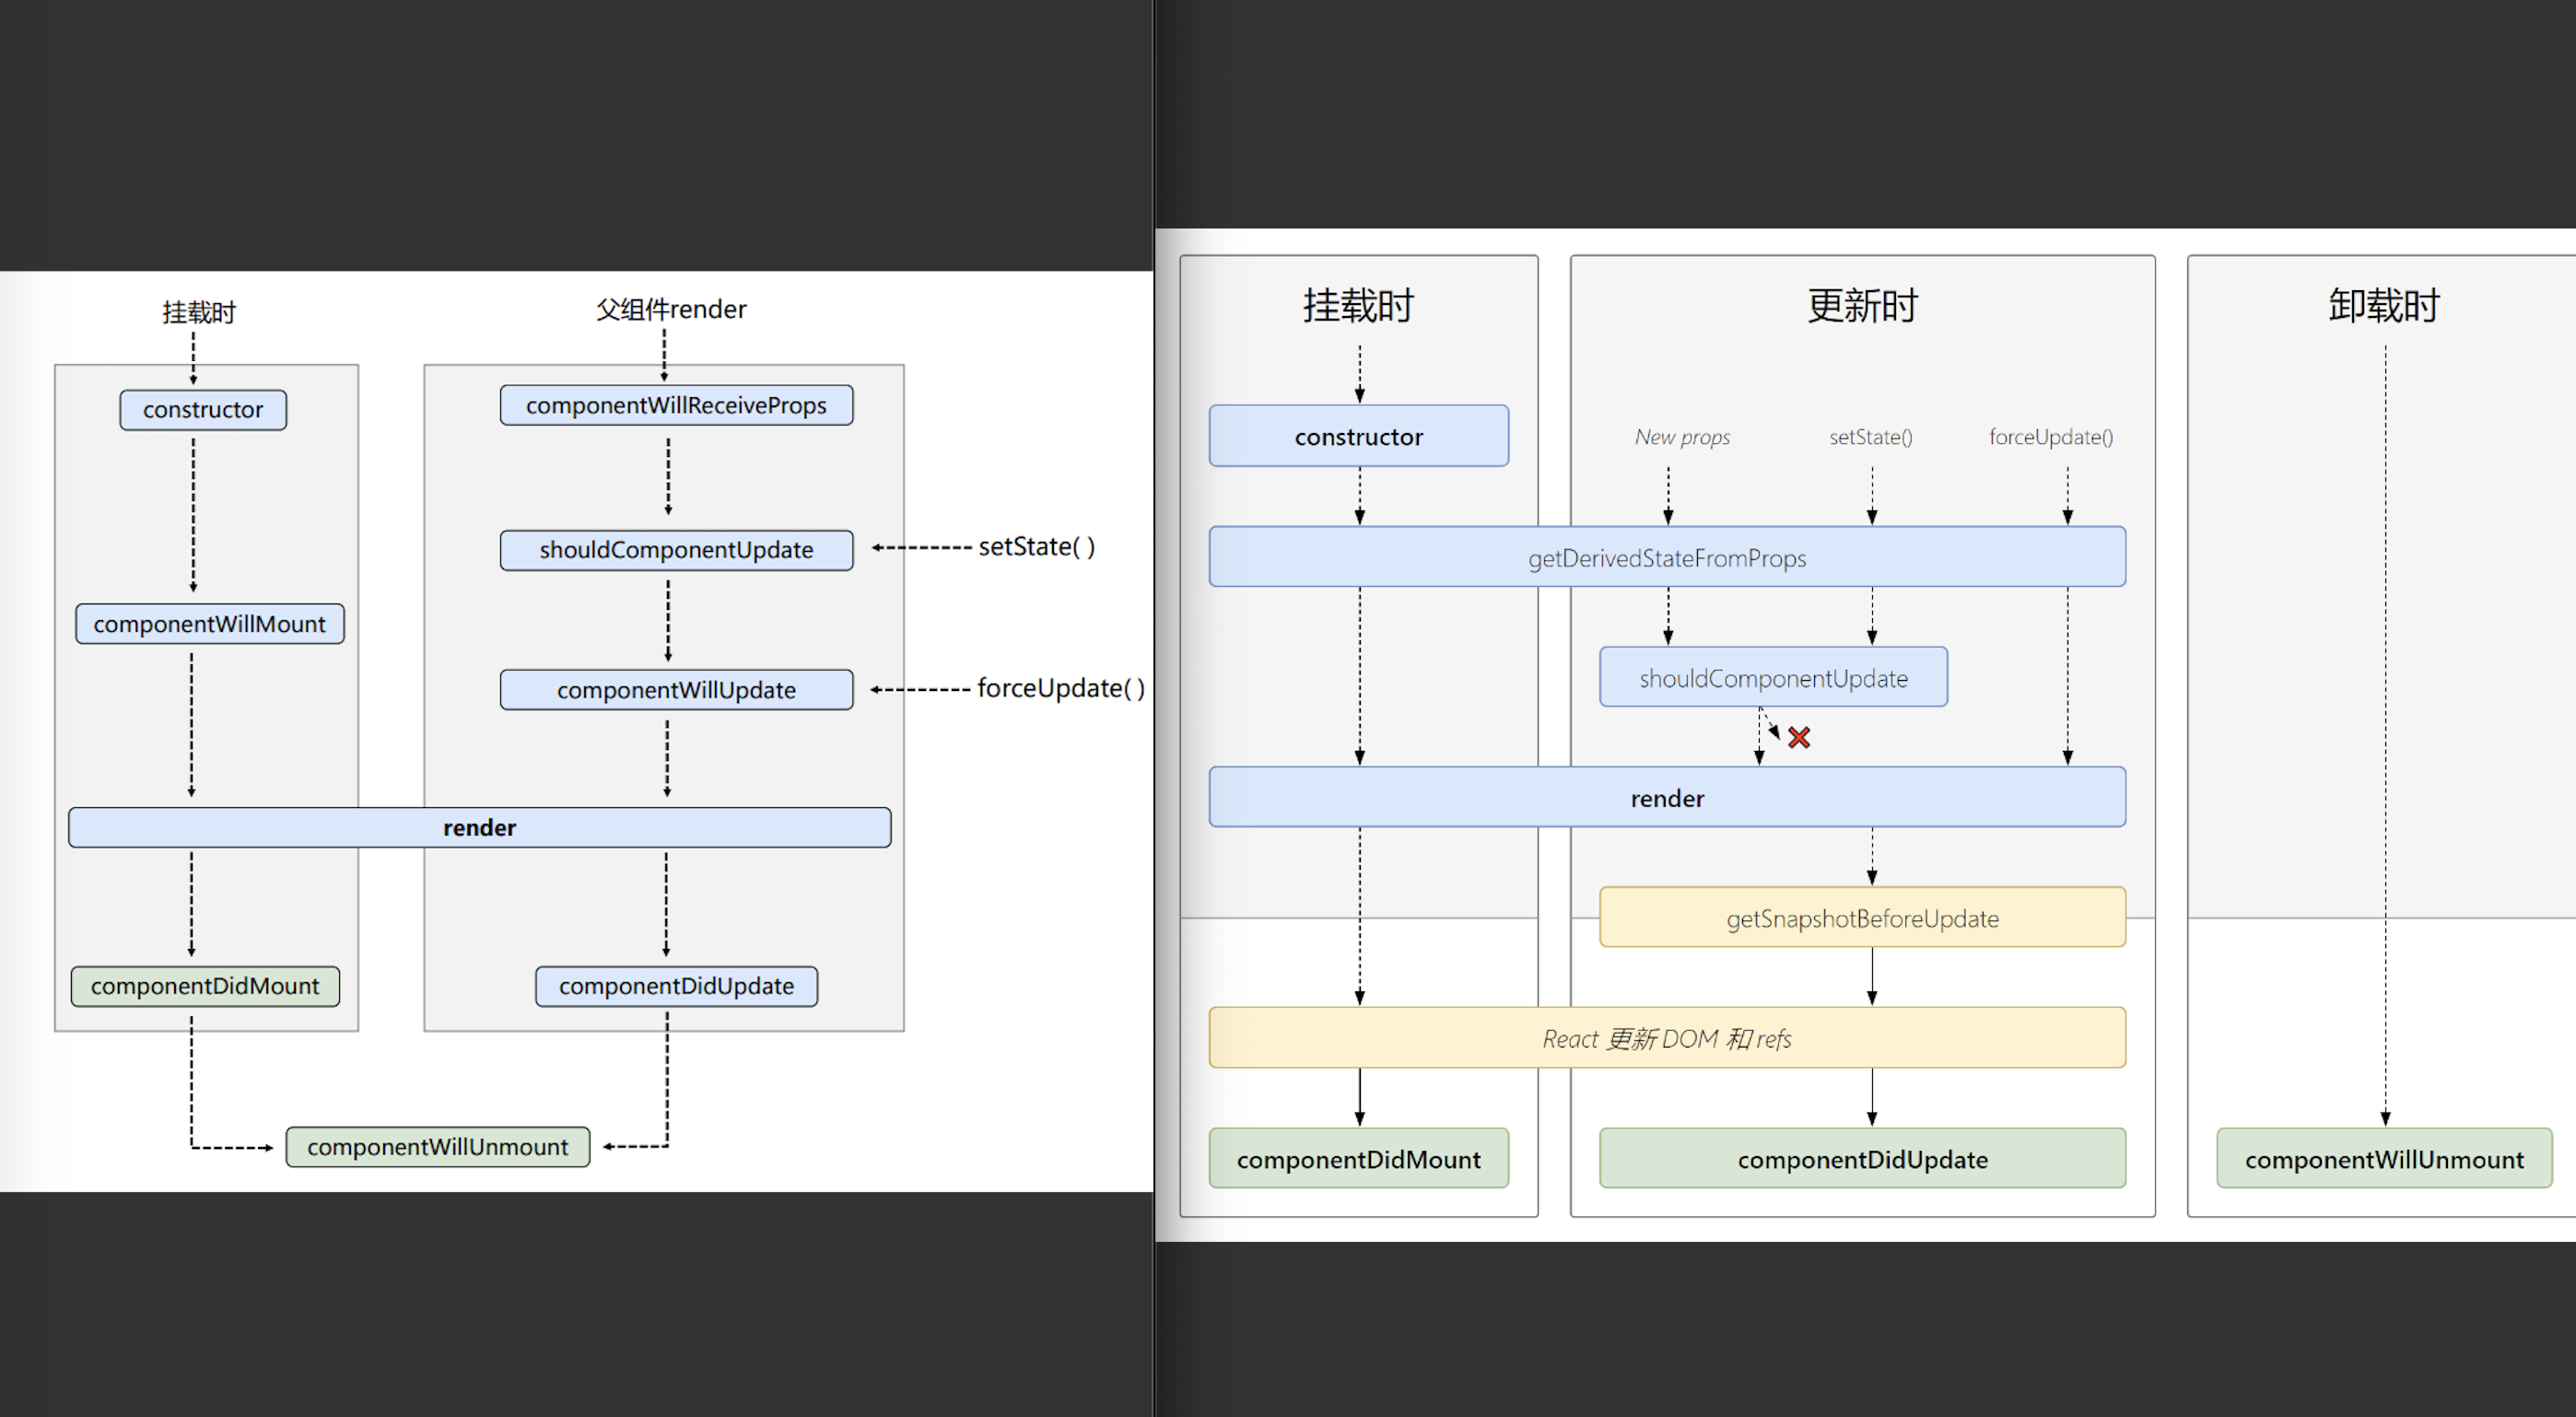 挂载时
父组件render
constructor
componentWillReceiveProps
shouldComponentUpdate
setState( )
componentWillMount
componentWillUpdate
forceUpdate( )
render
componentDidMount
componentDidUpdate
componentWillUnmount
挂载时
更新时
卸载时
constructor
New props
setState()
forceUpdate()
getDerivedStateFromProps
shouldComponentUpdate
render
getSnapshotBeforeUpdate
React 更新 DOM 和 refs
componentDidMount
componentDidUpdate
componentWillUnmount